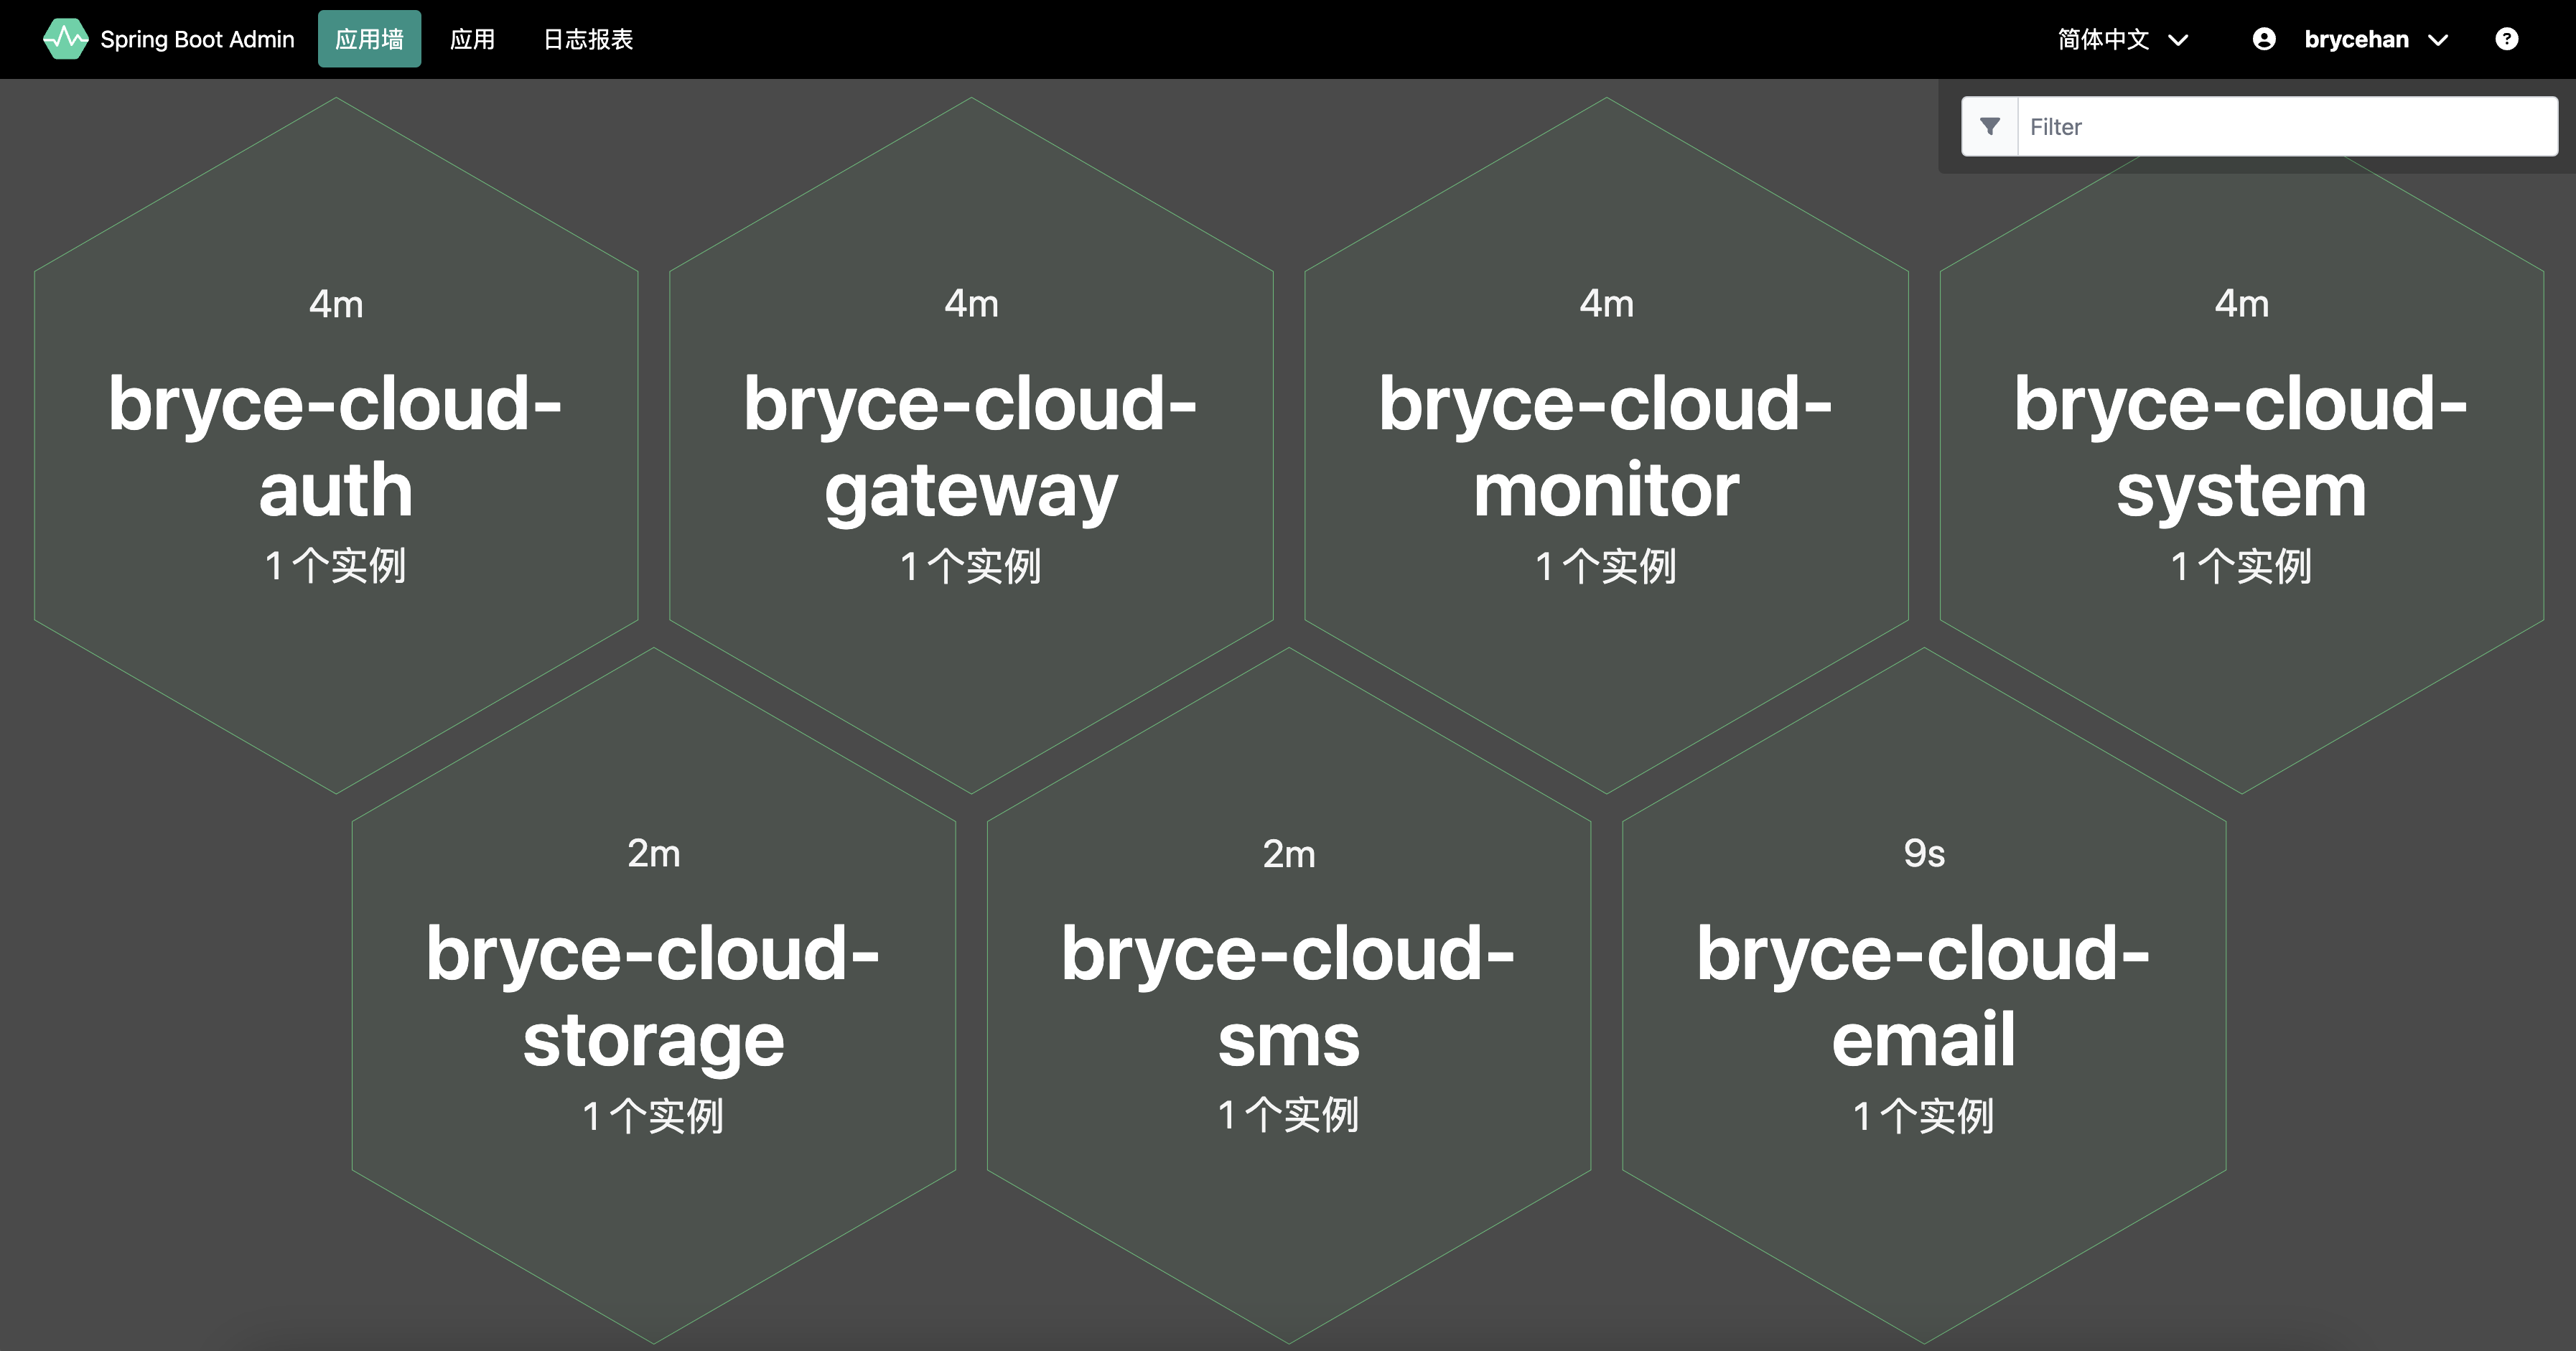 Spring Boot Admin 应用墙 应用 日志报表 简体中文 brycehan ?
Filter
4m
bryce-cloud-
auth
1 个实例
4m
bryce-cloud-
gateway
1 个实例
4m
bryce-cloud-
monitor
1 个实例
4m
bryce-cloud-
system
1 个实例
2m
bryce-cloud-
storage
1 个实例
2m
bryce-cloud-
sms
1 个实例
9s
bryce-cloud-
email
1 个实例